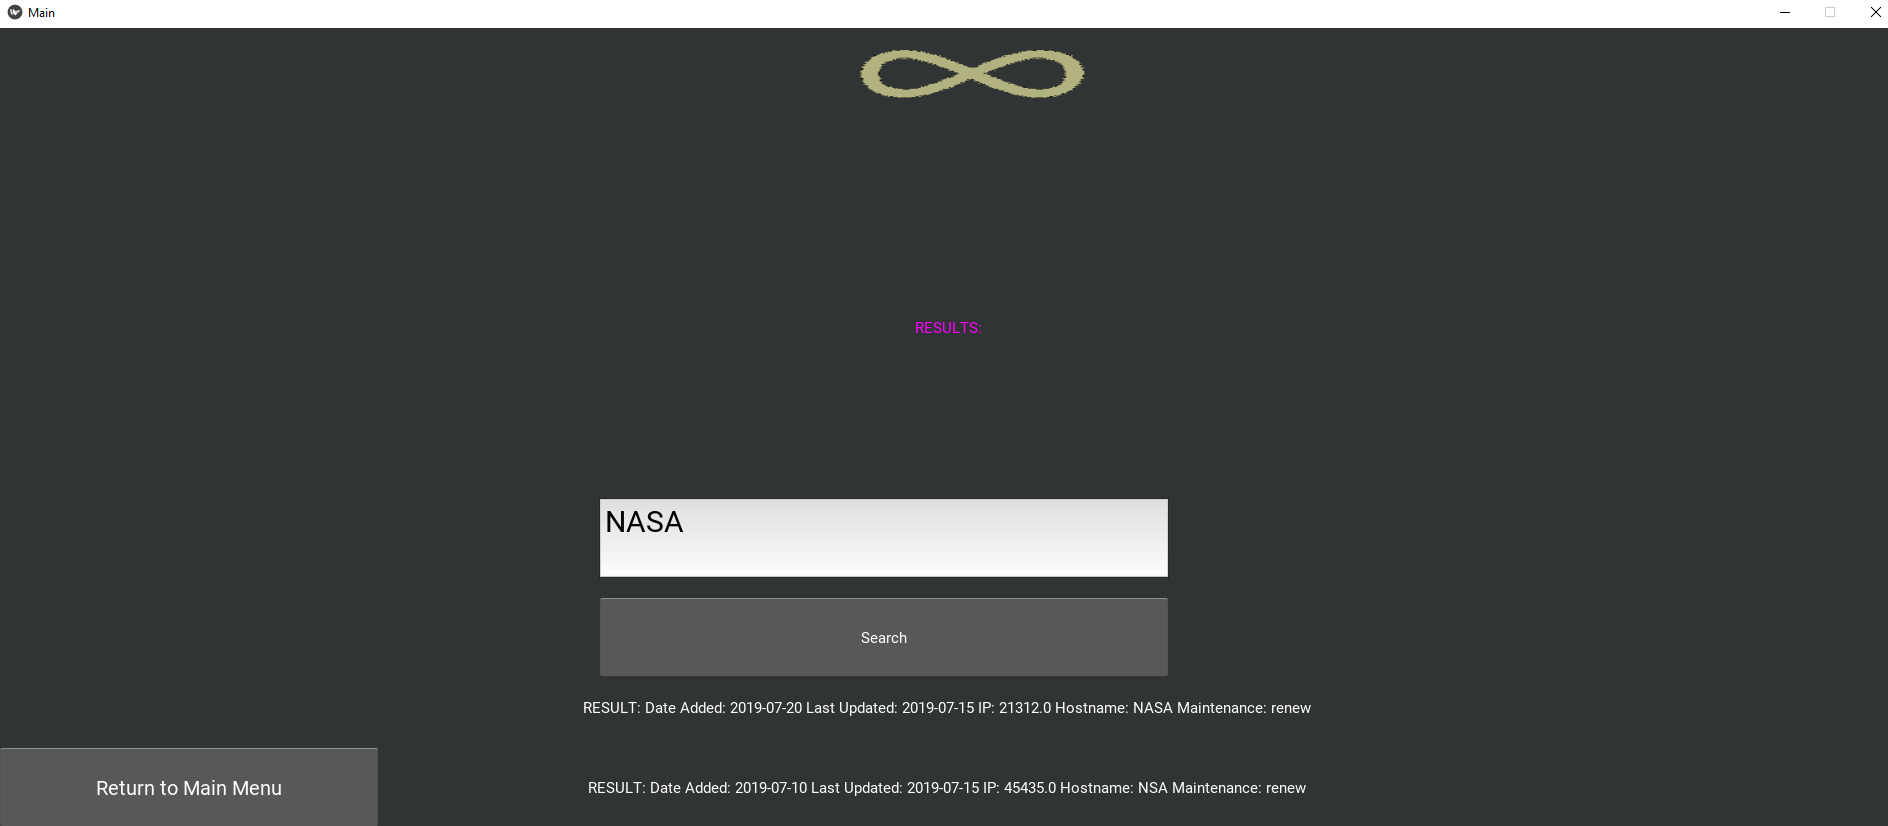 Main
RESULTS:
NASA
Search
RESULT: Date Added: 2019-07-20 Last Updated: 2019-07-15 IP: 21312.0 Hostname: NASA Maintenance: renew
Return to Main Menu
RESULT: Date Added: 2019-07-10 Last Updated: 2019-07-15 IP: 45435.0 Hostname: NSA Maintenance: renew